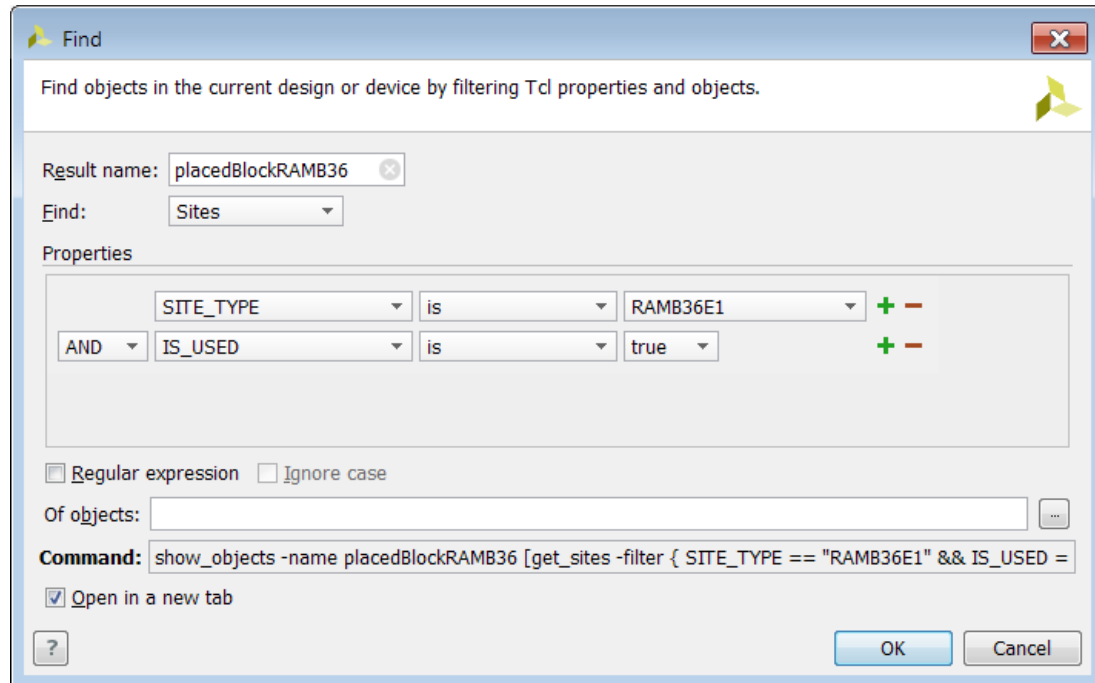 Find
Find objects in the current design or device by filtering Tcl properties and objects.
Result name: placedBlockRAMB36
Find: Sites
Properties
SITE_TYPE is RAMB36E1
AND IS_USED is true
Regular expression Ignore case
Of objects: ...
Command: show_objects -name placedBlockRAMB36 [get_sites -filter { SITE_TYPE == "RAMB36E1" && IS_USED =
Open in a new tab
? OK Cancel